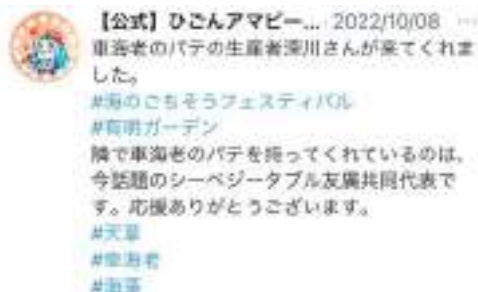 【公式】ひごんアマビー... 2022/10/08 ...
車海老のパテの生産者深川さんが来てくれま
した。
#海のごちそうフェスティバル
#有明ガーデン
隣で車海老のパテを持ってくれているのは、
今話題のシーベジータブル友廣共同代表で
す。応援ありがとうございます。
#天草
#車海老
#海藻